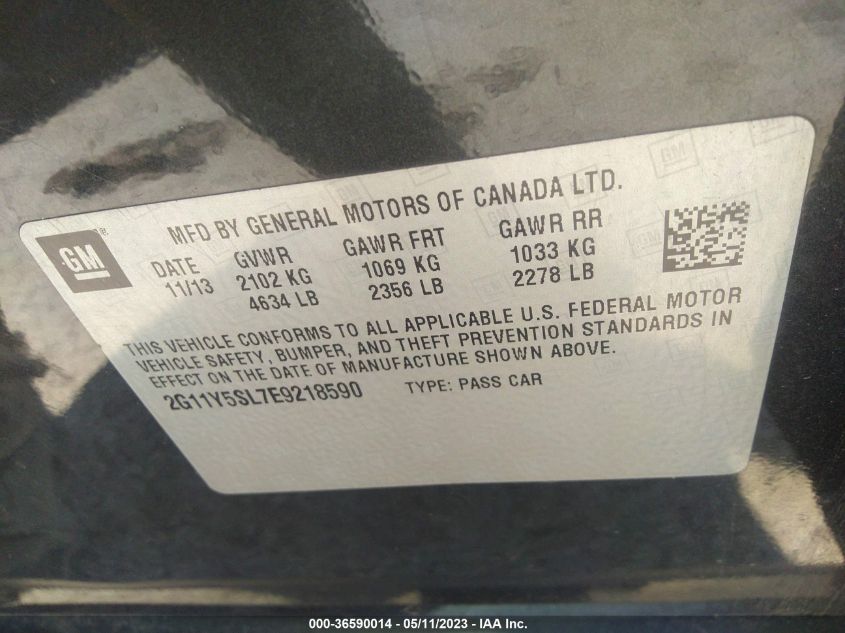 GM
MFD BY GENERAL MOTORS OF CANADA LTD.
DATE GVWR GAWR FRT GAWR RR
11/13 2102 KG 1069 KG 1033 KG
4634 LB 2356 LB 2278 LB
THIS VEHICLE CONFORMS TO ALL APPLICABLE U.S. FEDERAL MOTOR
VEHICLE SAFETY, BUMPER, AND THEFT PREVENTION STANDARDS IN
EFFECT ON THE DATE OF MANUFACTURE SHOWN ABOVE.
2G11Y5SL7E9218590 TYPE: PASS CAR
000-36590014 - 05/11/2023 - IAA Inc.